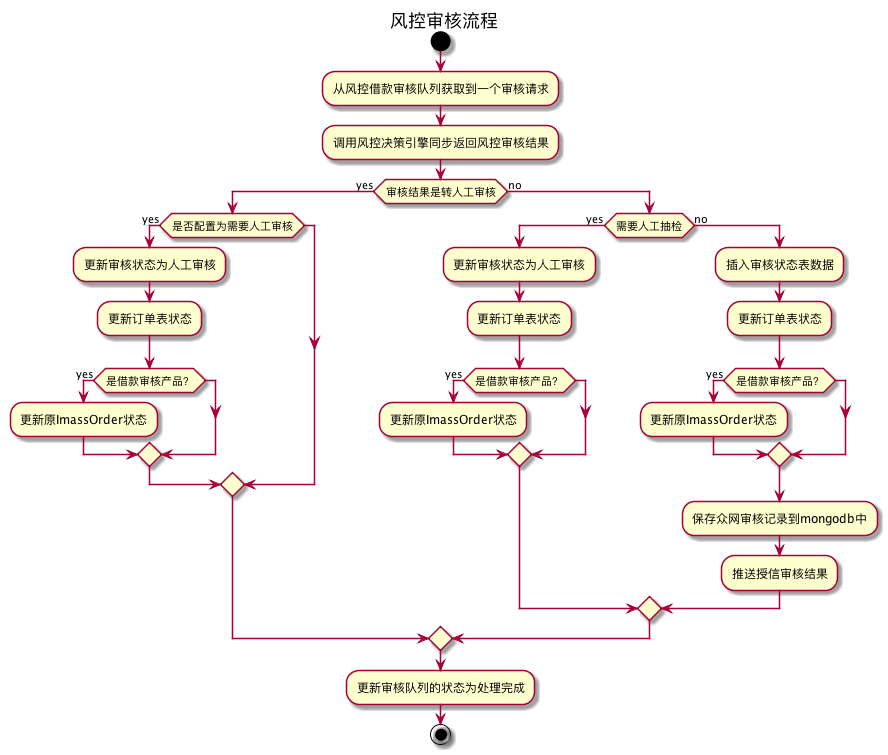 风控审核流程
从风控借款审核队列获取到一个审核请求
调用风控决策引擎同步返回风控审核结果
yes
审核结果是转人工审核
no
yes
是否配置为需要人工审核
更新审核状态为人工审核
更新订单表状态
yes
是借款审核产品?
更新原ImassOrder状态
yes
需要人工抽检
no
更新审核状态为人工审核
更新订单表状态
yes
是借款审核产品?
更新原ImassOrder状态
插入审核状态表数据
更新订单表状态
yes
是借款审核产品?
更新原ImassOrder状态
保存众网审核记录到mongodb中
推送授信审核结果
更新审核队列的状态为处理完成